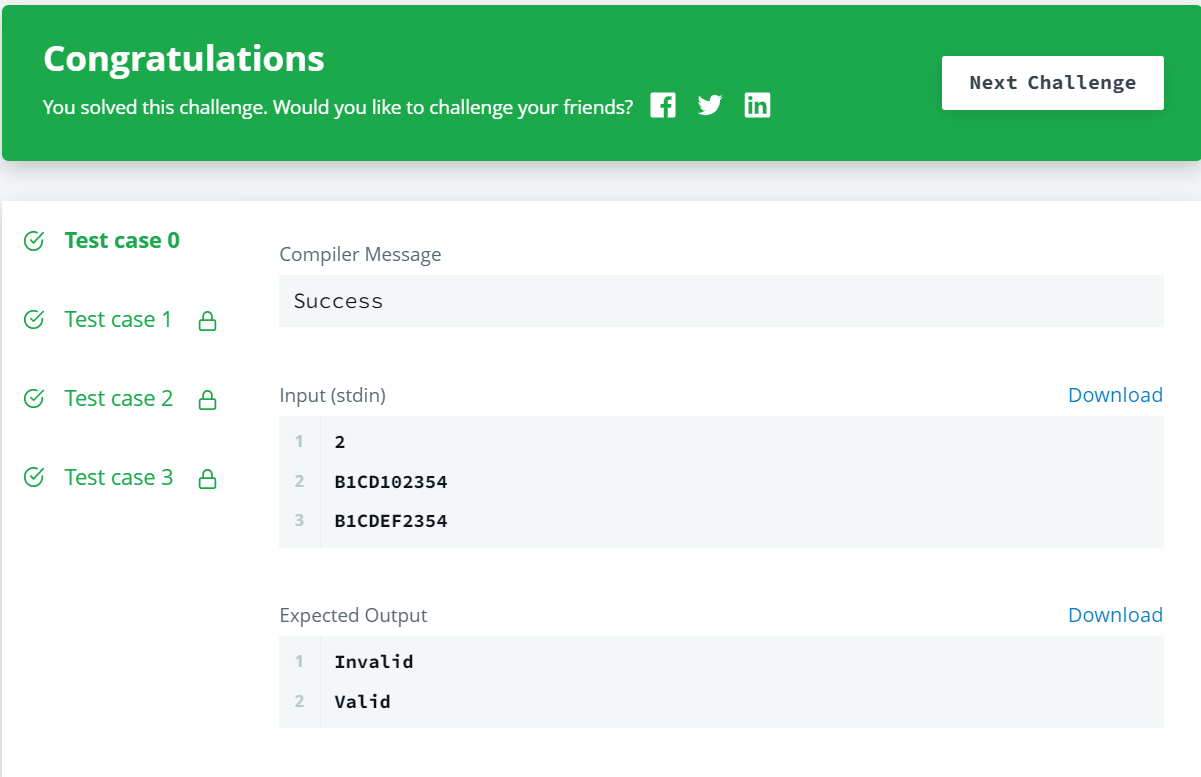 Congratulations
You solved this challenge. Would you like to challenge your friends?
Next Challenge
Test case 0
Test case 1
Test case 2
Test case 3
Compiler Message
Success
Input (stdin)
Download
1 2
2 B1CD102354
3 B1CDEF2354
Expected Output
Download
1 Invalid
2 Valid